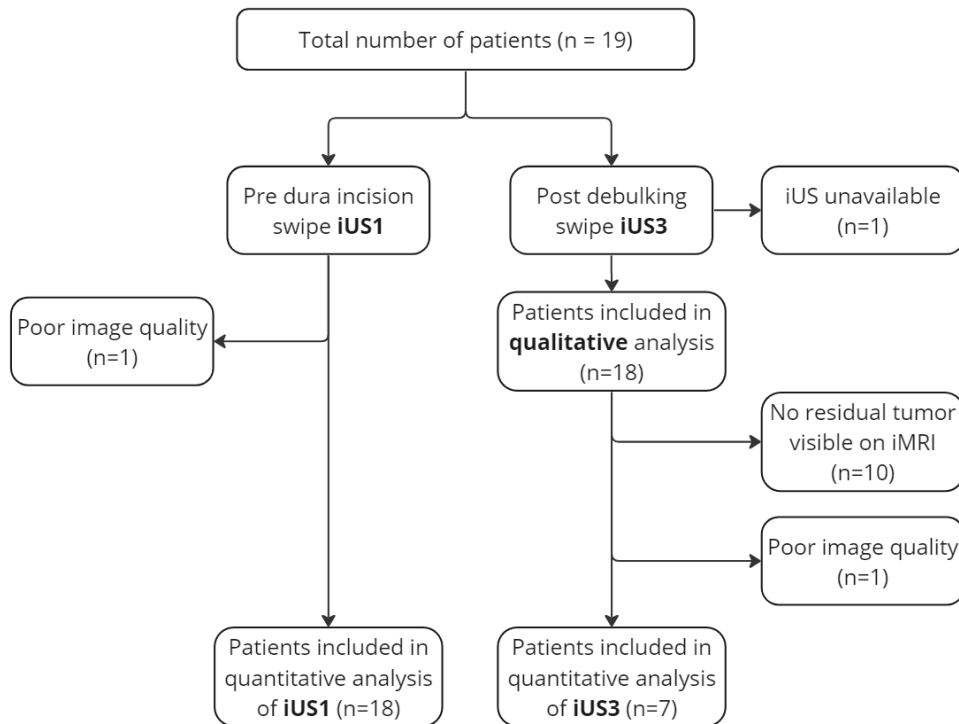 Total number of patients (n = 19)
Pre dura incision
swipe iUS1
Post debulking
swipe iUS3
iUS unavailable
(n=1)
Poor image quality
(n=1)
Patients included in
qualitative analysis
(n=18)
No residual tumor
visible on iMRI
(n=10)
Poor image quality
(n=1)
Patients included in
quantitative analysis
of iUS1 (n=18)
Patients included in
quantitative analysis
of iUS3 (n=7)